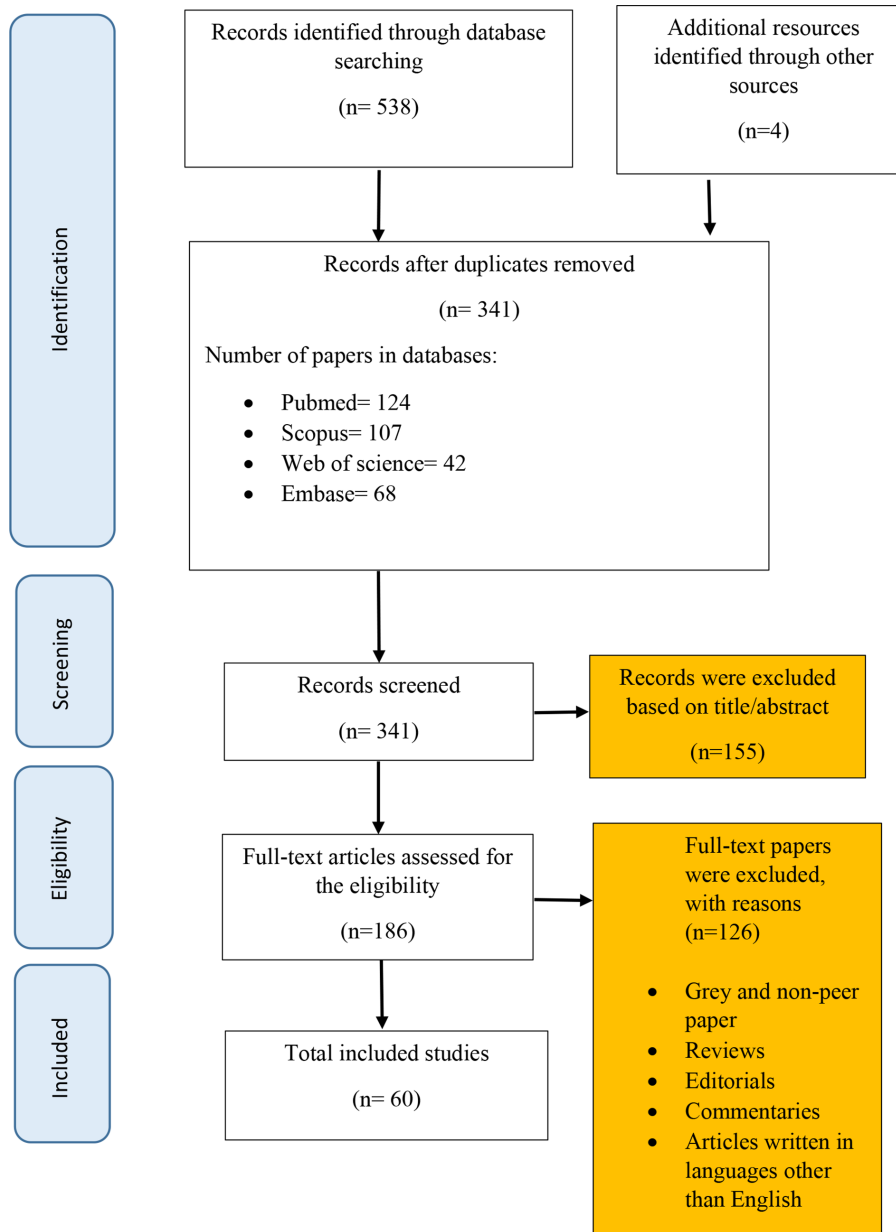 Records identified through database
searching
(n= 538)
Additional resources
identified through other
sources
(n=4)
Identification
Records after duplicates removed
(n= 341)
Number of papers in databases:
• Pubmed= 124
• Scopus= 107
• Web of science= 42
• Embase= 68
Screening
Records screened
(n= 341)
Records were excluded
based on title/abstract
(n=155)
Eligibility
Full-text articles assessed for
the eligibility
(n=186)
Full-text papers
were excluded,
with reasons
(n=126)
• Grey and non-peer
paper
• Reviews
• Editorials
• Commentaries
• Articles written in
languages other
than English
Included
Total included studies
(n= 60)